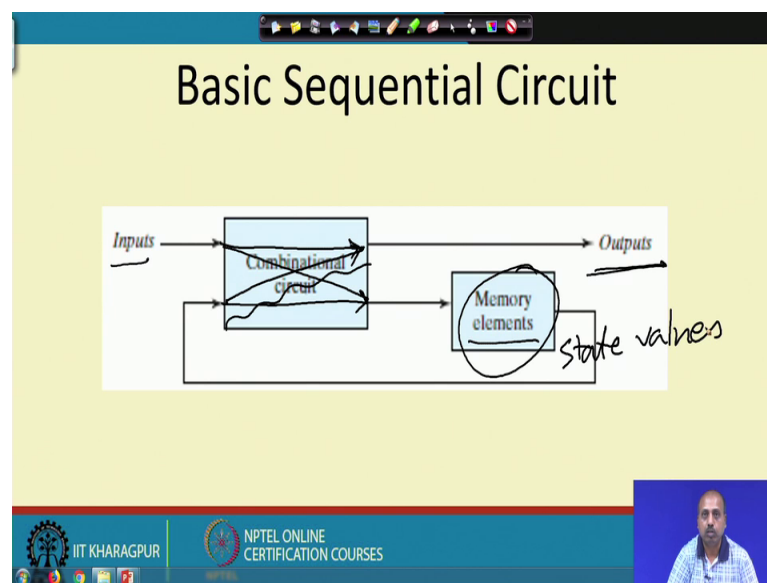 Basic Sequential Circuit
Inputs
Combinational
circuit
Outputs
Memory
elements
state values
IIT KHARAGPUR
NPTEL ONLINE
CERTIFICATION COURSES